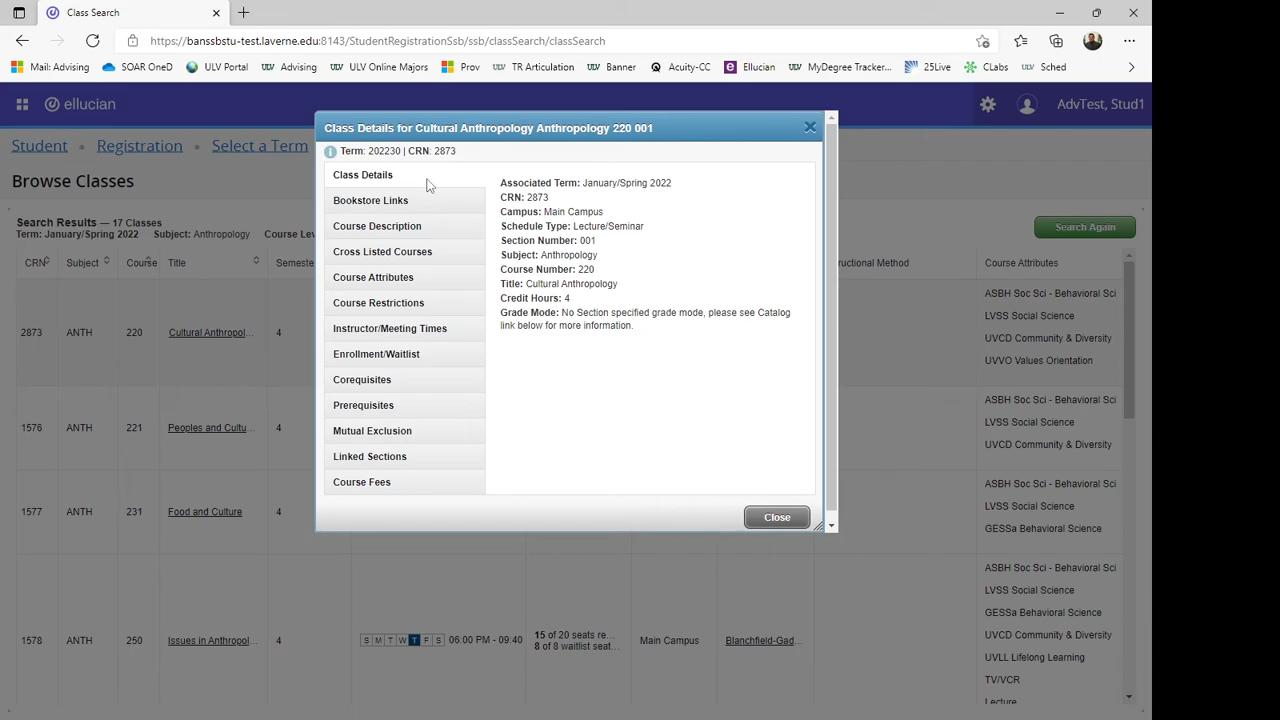 Class Search
https://banssbstu-test.laverne.edu:8143/StudentRegistrationSsb/ssb/classSearch/classSearch
Mail: Advising SOAR OneD ULV Portal Advising ULV Online Majors Prov TR Articulation Banner Acuity-CC Ellucian MyDegree Tracker... 25Live CLabs Sched
ellucian AdvTest, Stud1
Student Registration Select a Term
Browse Classes
Search Results — 17 Classes
Term: January/Spring 2022 Subject: Anthropology Course Lev
Search Again
CRN Subject Course Title Semeste ructional Method Course Attributes
2873 ANTH 220 Cultural Anthropol... 4
ASBH Soc Sci - Behavioral Sci
LVSS Social Science
UVCD Community & Diversity
UVVO Values Orientation
1576 ANTH 221 Peoples and Cultu... 4
ASBH Soc Sci - Behavioral Sci
LVSS Social Science
UVCD Community & Diversity
1577 ANTH 231 Food and Culture 4
ASBH Soc Sci - Behavioral Sci
LVSS Social Science
GESSa Behavioral Science
1578 ANTH 250 Issues in Anthropol... 4 S M T W T F S 06:00 PM - 09:40 15 of 20 seats re... Main Campus Blanchfield-Gad...
8 of 8 waitlist seat...
ASBH Soc Sci - Behavioral Sci
LVSS Social Science
GESSa Behavioral Science
UVCD Community & Diversity
UVLL Lifelong Learning
TV/VCR
Lecture
Class Details for Cultural Anthropology Anthropology 220 001
Term: 202230 | CRN: 2873
Class Details
Bookstore Links
Course Description
Cross Listed Courses
Course Attributes
Course Restrictions
Instructor/Meeting Times
Enrollment/Waitlist
Corequisites
Prerequisites
Mutual Exclusion
Linked Sections
Course Fees
Associated Term: January/Spring 2022
CRN: 2873
Campus: Main Campus
Schedule Type: Lecture/Seminar
Section Number: 001
Subject: Anthropology
Course Number: 220
Title: Cultural Anthropology
Credit Hours: 4
Grade Mode: No Section specified grade mode, please see Catalog
link below for more information.
Close